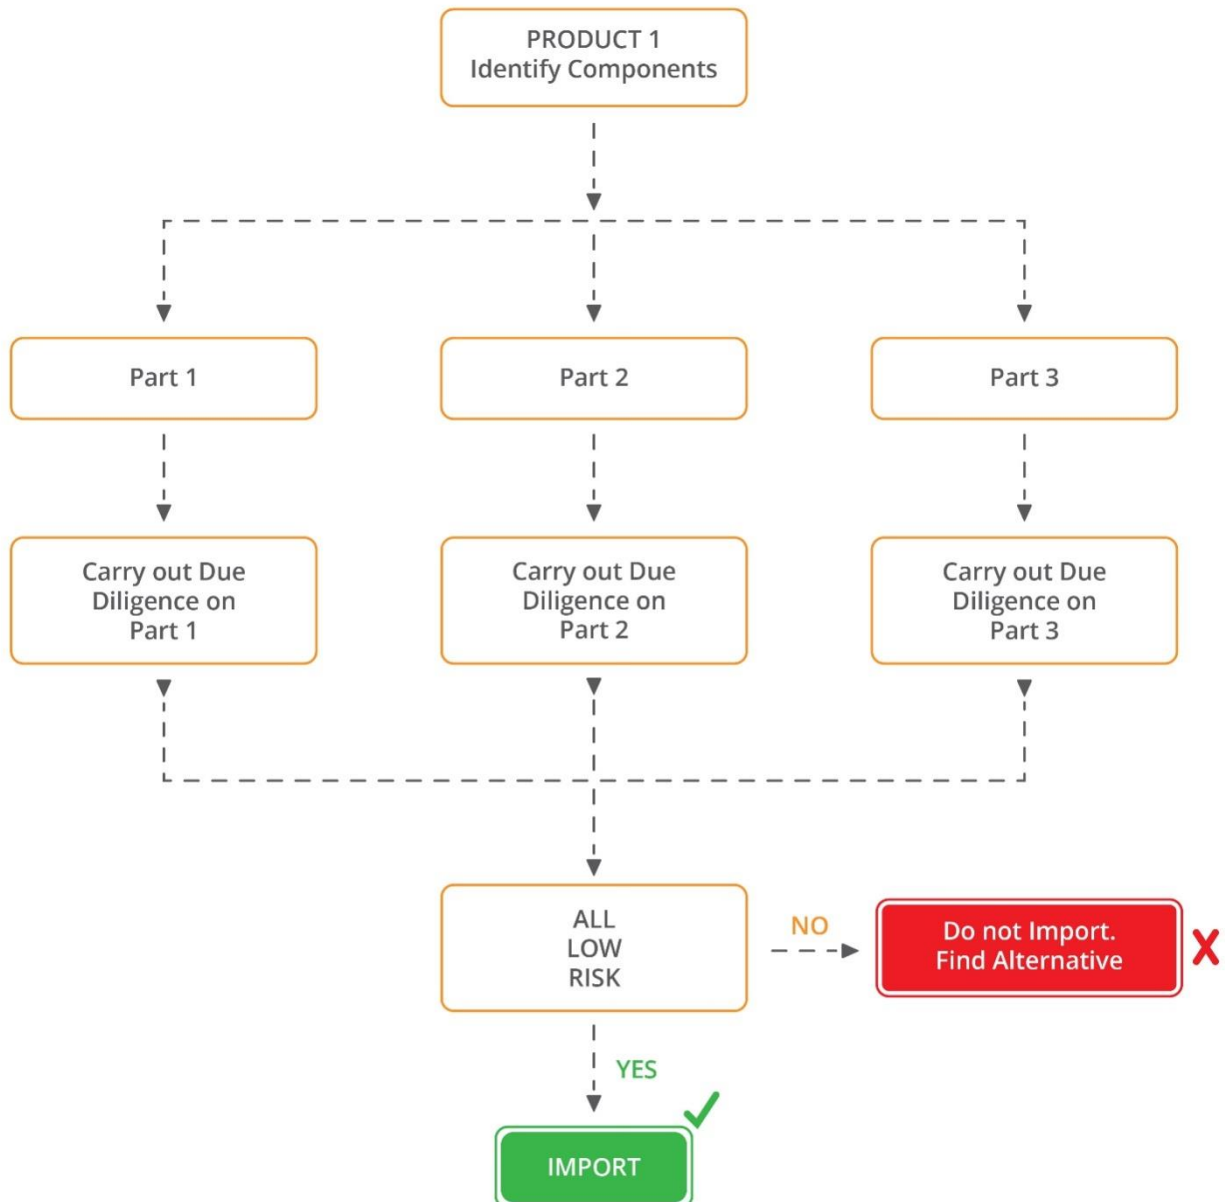 PRODUCT 1
Identify Components
Part 1
Part 2
Part 3
Carry out Due
Diligence on
Part 1
Carry out Due
Diligence on
Part 2
Carry out Due
Diligence on
Part 3
ALL
LOW
RISK
NO
Do not Import.
Find Alternative
X
YES
IMPORT